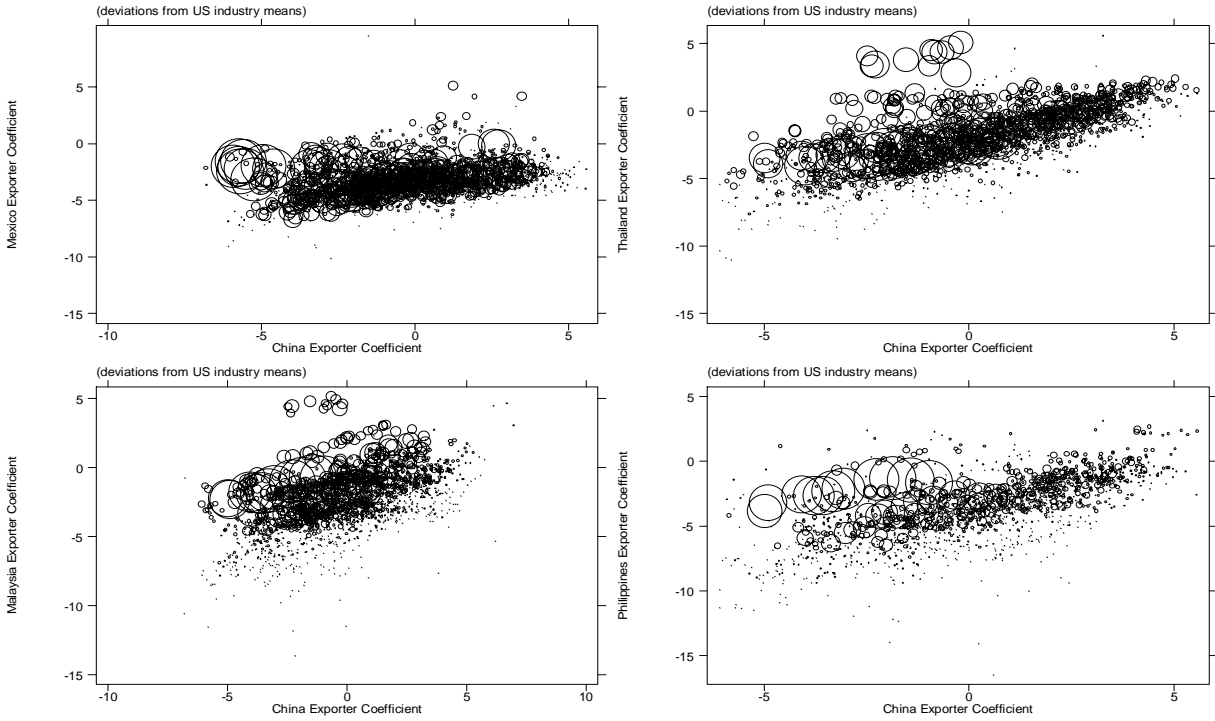 (deviations from US industry means)
Mexico Exporter Coefficient
5
0
-5
-10
-15
-10
-5
0
5
China Exporter Coefficient
(deviations from US industry means)
Thailand Exporter Coefficient
5
0
-5
-10
-15
-5
0
5
China Exporter Coefficient
(deviations from US industry means)
Malaysia Exporter Coefficient
5
0
-5
-10
-15
-10
-5
0
5
10
China Exporter Coefficient
(deviations from US industry means)
Philippines Exporter Coefficient
5
0
-5
-10
-15
-5
0
5
China Exporter Coefficient